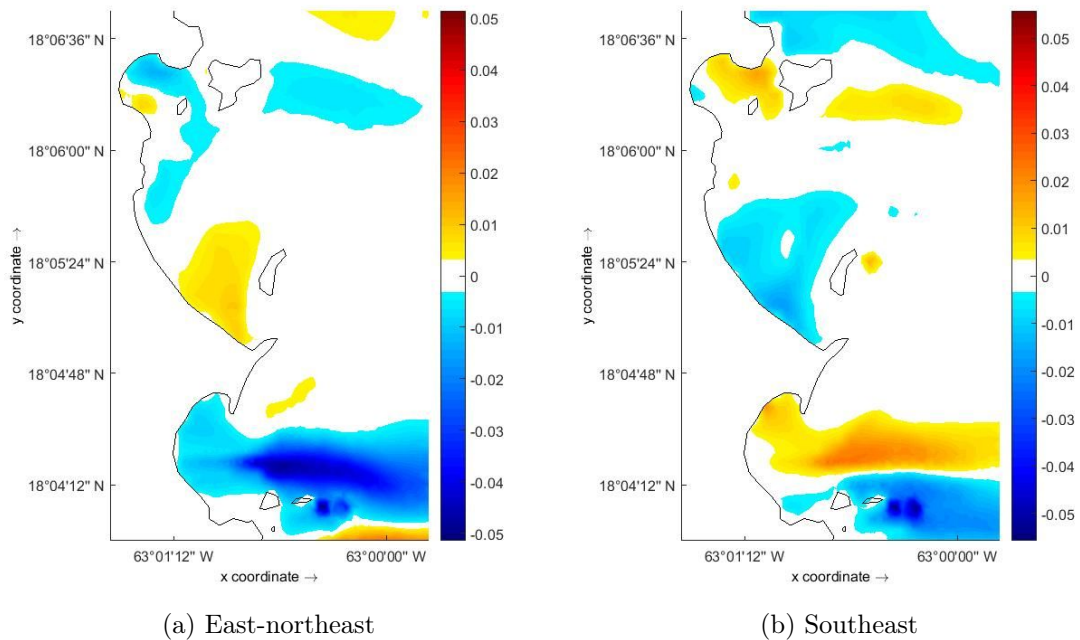 18°06'36" N
18°06'00" N
18°05'24" N
18°04'48" N
18°04'12" N
y coordinate →
63°01'12" W
63°00'00" W
x coordinate →
0.05
0.04
0.03
0.02
0.01
0
-0.01
-0.02
-0.03
-0.04
-0.05
(a) East-northeast
18°06'36" N
18°06'00" N
18°05'24" N
18°04'48" N
18°04'12" N
y coordinate →
63°01'12" W
63°00'00" W
x coordinate →
0.05
0.04
0.03
0.02
0.01
0
-0.01
-0.02
-0.03
-0.04
-0.05
(b) Southeast